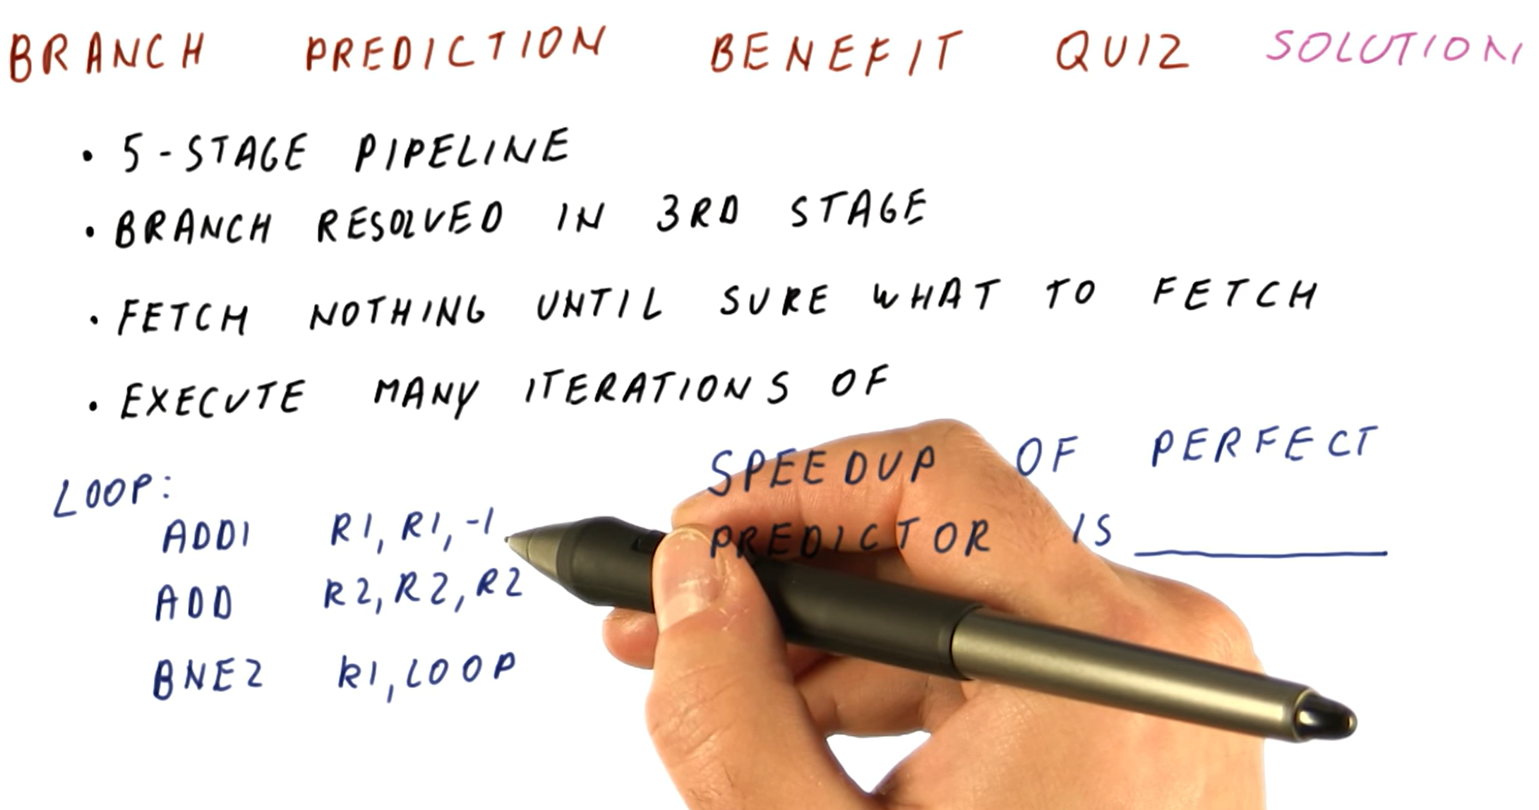 BRANCH PREDICTION BENEFIT QUIZ SOLUTION
• 5-STAGE PIPELINE
• BRANCH RESOLVED IN 3RD STAGE
• FETCH NOTHING UNTIL SURE WHAT TO FETCH
• EXECUTE MANY ITERATIONS OF
LOOP:
ADDI R1, R1, -1
ADD R2, R2, R2
BNEZ R1, LOOP
SPEEDUP OF PERFECT
PREDICTOR IS ________